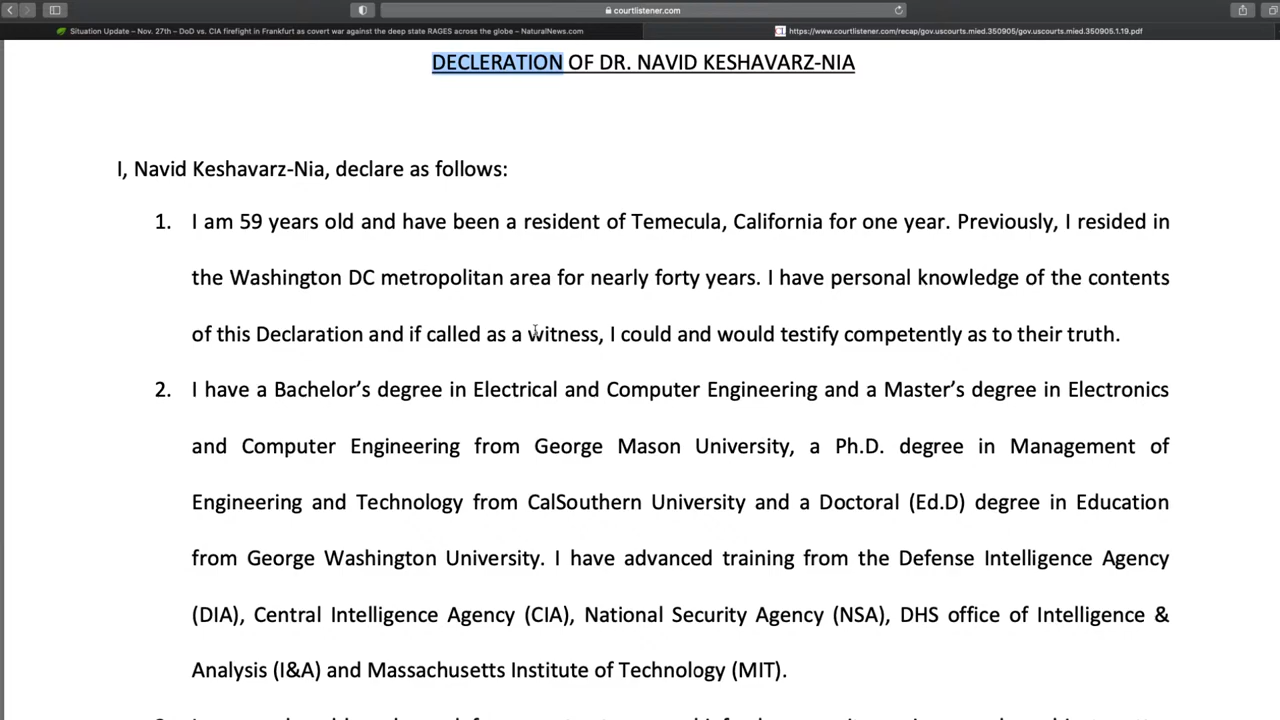 courtlistener.com
Situation Update – Nov. 27th – DoD vs. CIA firefight in Frankfurt as covert war against the deep state RAGES across the globe – NaturalNews.com
https://www.courtlistener.com/recap/gov.uscourts.mied.350905/gov.uscourts.mied.350905.1.19.pdf
DECLERATION OF DR. NAVID KESHAVARZ-NIA
I, Navid Keshavarz-Nia, declare as follows:
1. I am 59 years old and have been a resident of Temecula, California for one year. Previously, I resided in
the Washington DC metropolitan area for nearly forty years. I have personal knowledge of the contents
of this Declaration and if called as a witness, I could and would testify competently as to their truth.
2. I have a Bachelor’s degree in Electrical and Computer Engineering and a Master’s degree in Electronics
and Computer Engineering from George Mason University, a Ph.D. degree in Management of
Engineering and Technology from CalSouthern University and a Doctoral (Ed.D) degree in Education
from George Washington University. I have advanced training from the Defense Intelligence Agency
(DIA), Central Intelligence Agency (CIA), National Security Agency (NSA), DHS office of Intelligence &
Analysis (I&A) and Massachusetts Institute of Technology (MIT).